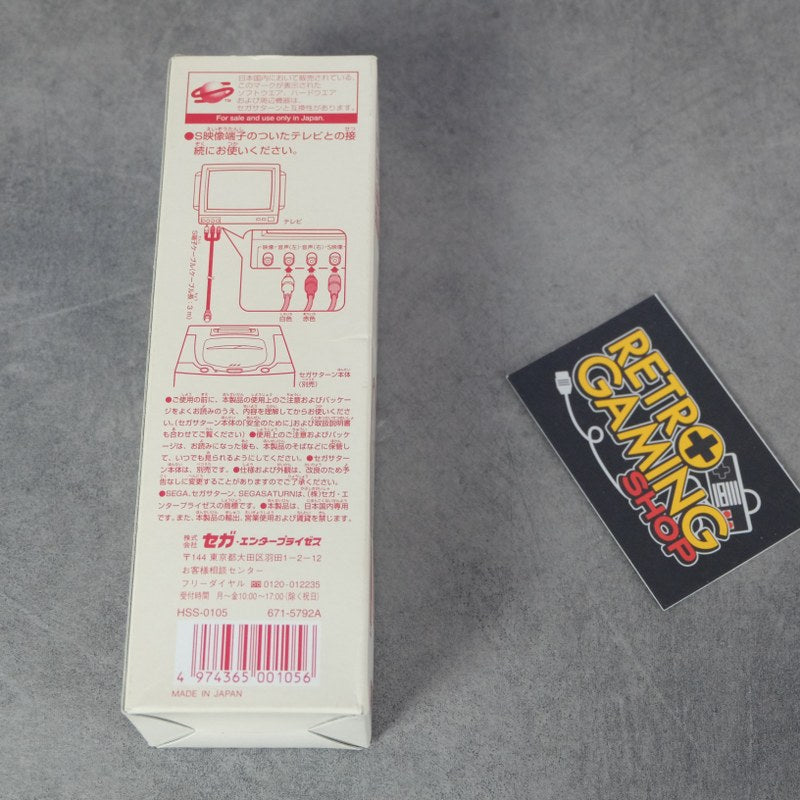 日本国内において販売されている、
このマークが表示された
ソフトウエア、ハードウエア
および周辺機器は、
セガサターンと互換性があります。
TM
For sale and use only in Japan.
●S映像端子のついたテレビとの接
続にお使いください。
テレビ
S端子ケーブル(ケーブル長:3m)
映像 音声(左) 音声(右) S映像
白色 赤色
セガサターン本体
(別売)
●ご使用の前に、本製品の使用上のご注意およびパッケー
ジをよくお読みのうえ、内容を理解してからお使いくださ
い。(セガサターン本体の「安全のために」および取扱説明書
も合わせてご覧ください) ●使用上のご注意およびパッケ
ージは、お読みになった後も、本製品のそばなどに保管し
て、いつでも見られるようにしてください。●セガサター
ン本体は、別売です。●仕様および外観は、改良のため予
告なしに変更することがありますのでご了承ください。
●SEGA、セガサターン、SEGASATURNは、(株)セガ・エ
ンタープライゼスの商標です。●本製品は、日本国内専用
です。また、本製品の輸出、営業使用および賃貸を禁じます。
株式会社 セガ・エンタープライゼス
〒144 東京都大田区羽田1-2-12
お客様相談センター
フリーダイヤル 0120-012235
受付時間 月~金10:00~17:00(除く祝日)
HSS-0105 671-5792A
4 974365 001056
MADE IN JAPAN
RETRO
GAMING
SHOP